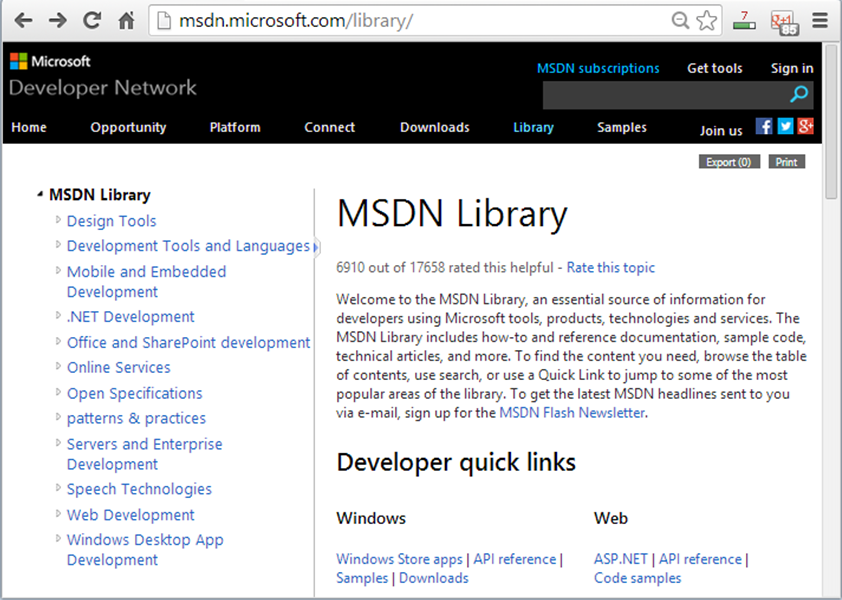 msdn.microsoft.com/library/
7
g+1
85
Microsoft
Developer Network
MSDN subscriptions Get tools Sign in
Home Opportunity Platform Connect Downloads Library Samples Join us
Export (0) Print
MSDN Library
Design Tools
Development Tools and Languages
Mobile and Embedded
Development
.NET Development
Office and SharePoint development
Online Services
Open Specifications
patterns & practices
Servers and Enterprise
Development
Speech Technologies
Web Development
Windows Desktop App
Development
MSDN Library
6910 out of 17658 rated this helpful - Rate this topic
Welcome to the MSDN Library, an essential source of information for
developers using Microsoft tools, products, technologies and services. The
MSDN Library includes how-to and reference documentation, sample code,
technical articles, and more. To find the content you need, browse the table
of contents, use search, or use a Quick Link to jump to some of the most
popular areas of the library. To get the latest MSDN headlines sent to you
via e-mail, sign up for the MSDN Flash Newsletter.
Developer quick links
Windows
Windows Store apps | API reference |
Samples | Downloads
Web
ASP.NET | API reference |
Code samples